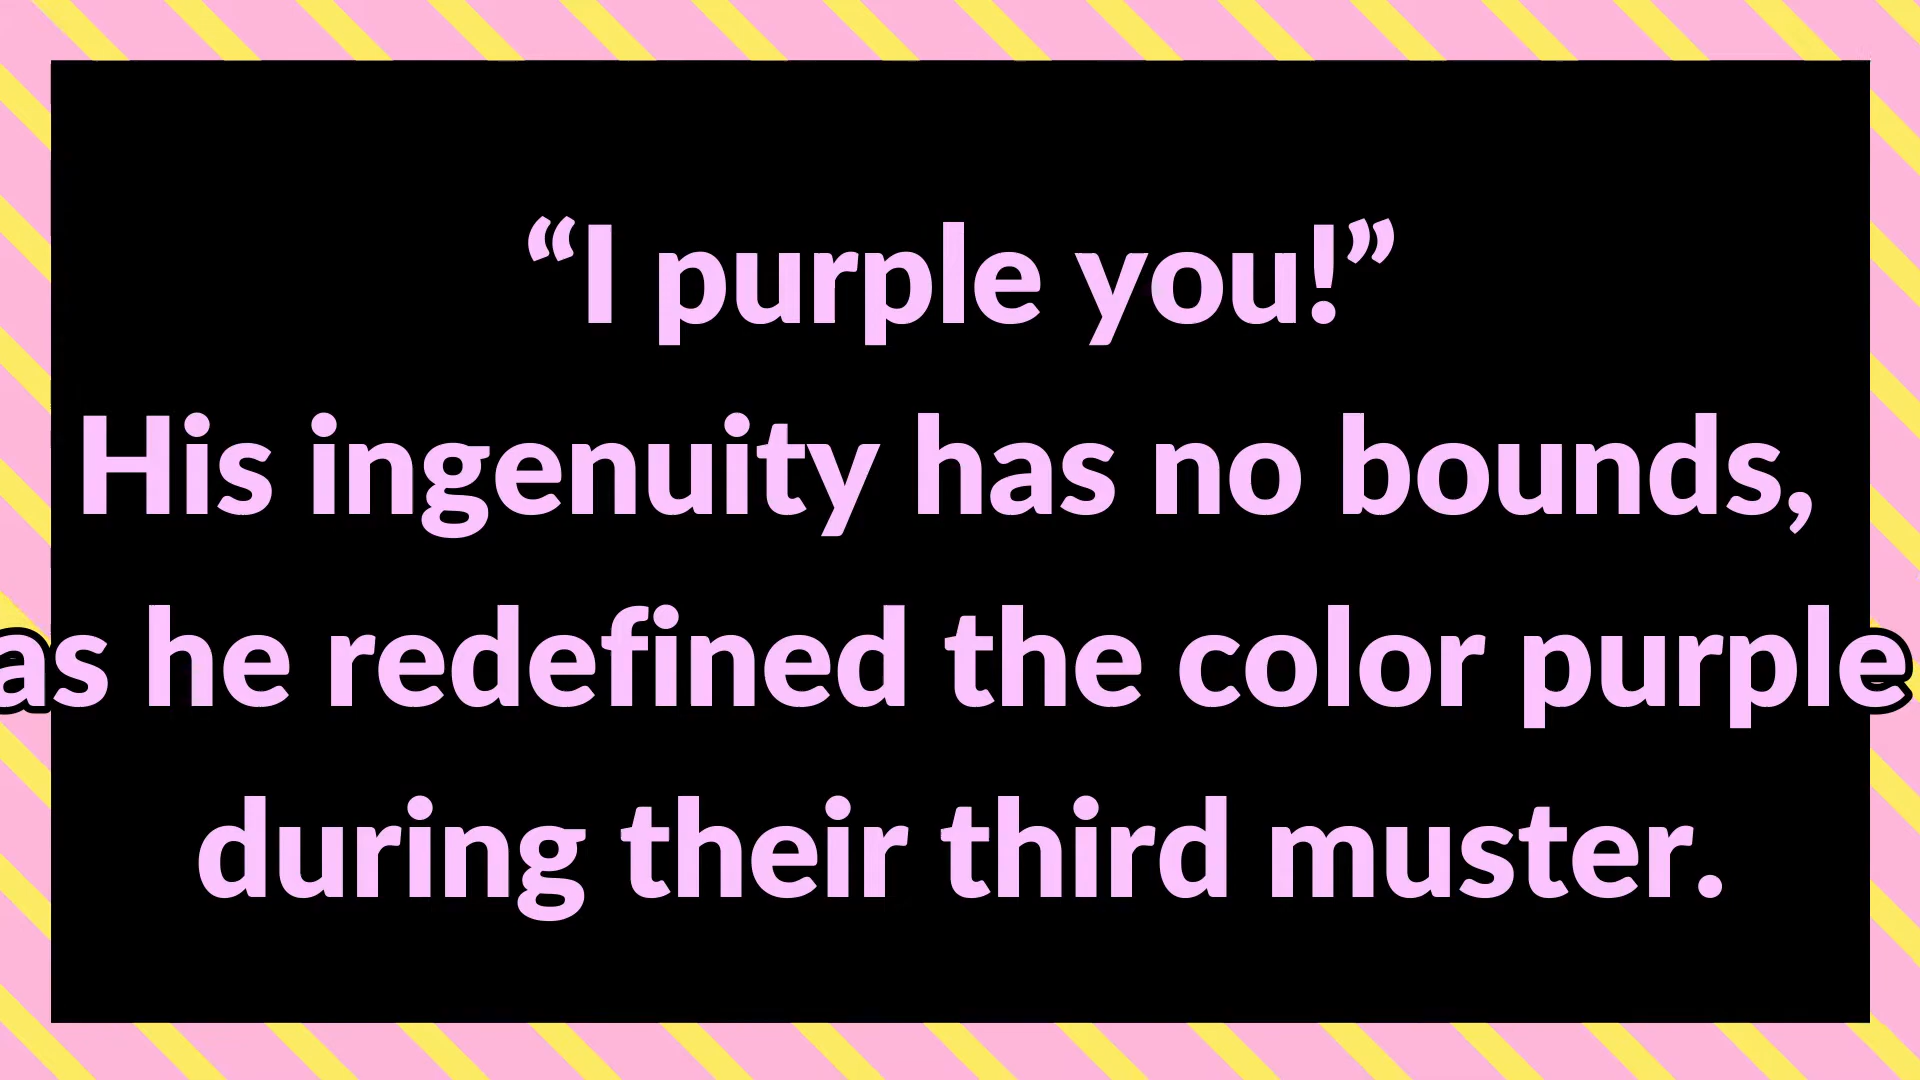 “I purple you!”
His ingenuity has no bounds,
as he redefined the color purple
during their third muster.